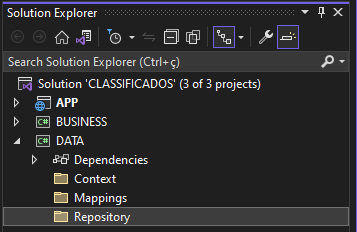 Solution Explorer
Search Solution Explorer (Ctrl+ç)
Solution 'CLASSIFICADOS' (3 of 3 projects)
APP
C# BUSINESS
C# DATA
Dependencies
Context
Mappings
Repository